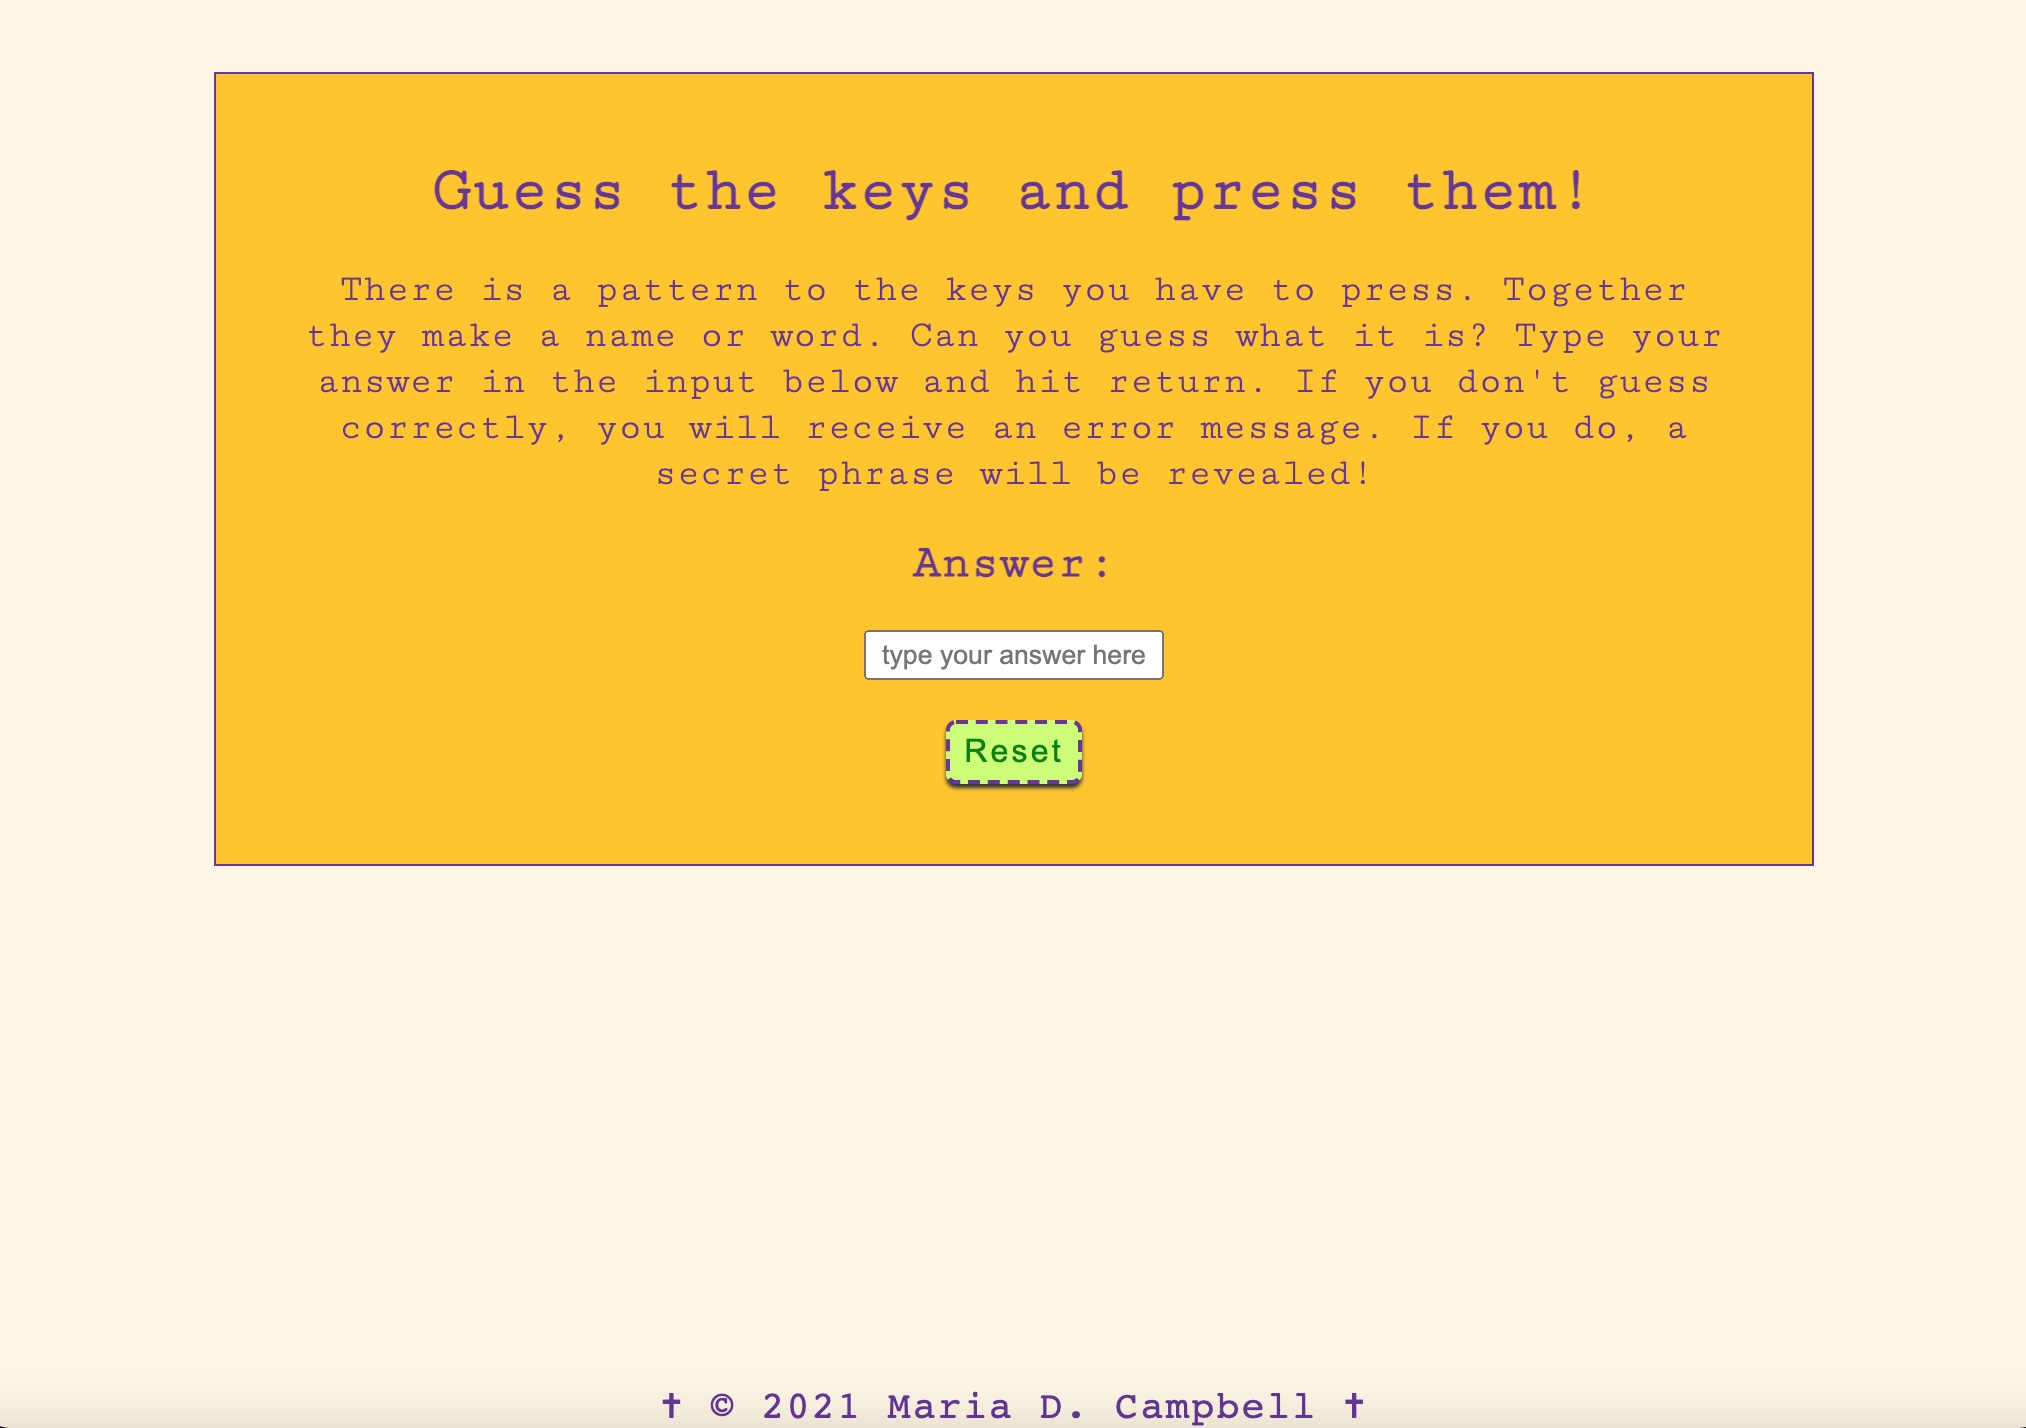 Guess the keys and press them!
There is a pattern to the keys you have to press. Together
they make a name or word. Can you guess what it is? Type your
answer in the input below and hit return. If you don't guess
correctly, you will receive an error message. If you do, a
secret phrase will be revealed!
Answer:
type your answer here
Reset
✝ © 2021 Maria D. Campbell ✝